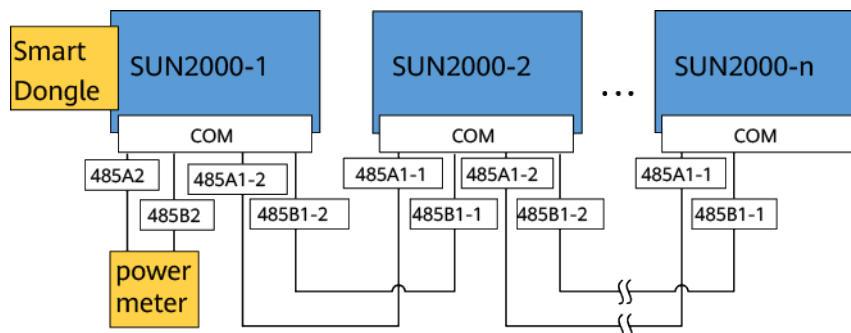 Smart
Dongle
SUN2000-1
SUN2000-2
...
SUN2000-n
COM
COM
COM
485A2
485A1-2
485A1-1
485A1-2
485A1-1
485B2
485B1-2
485B1-1
485B1-2
485B1-1
power
meter